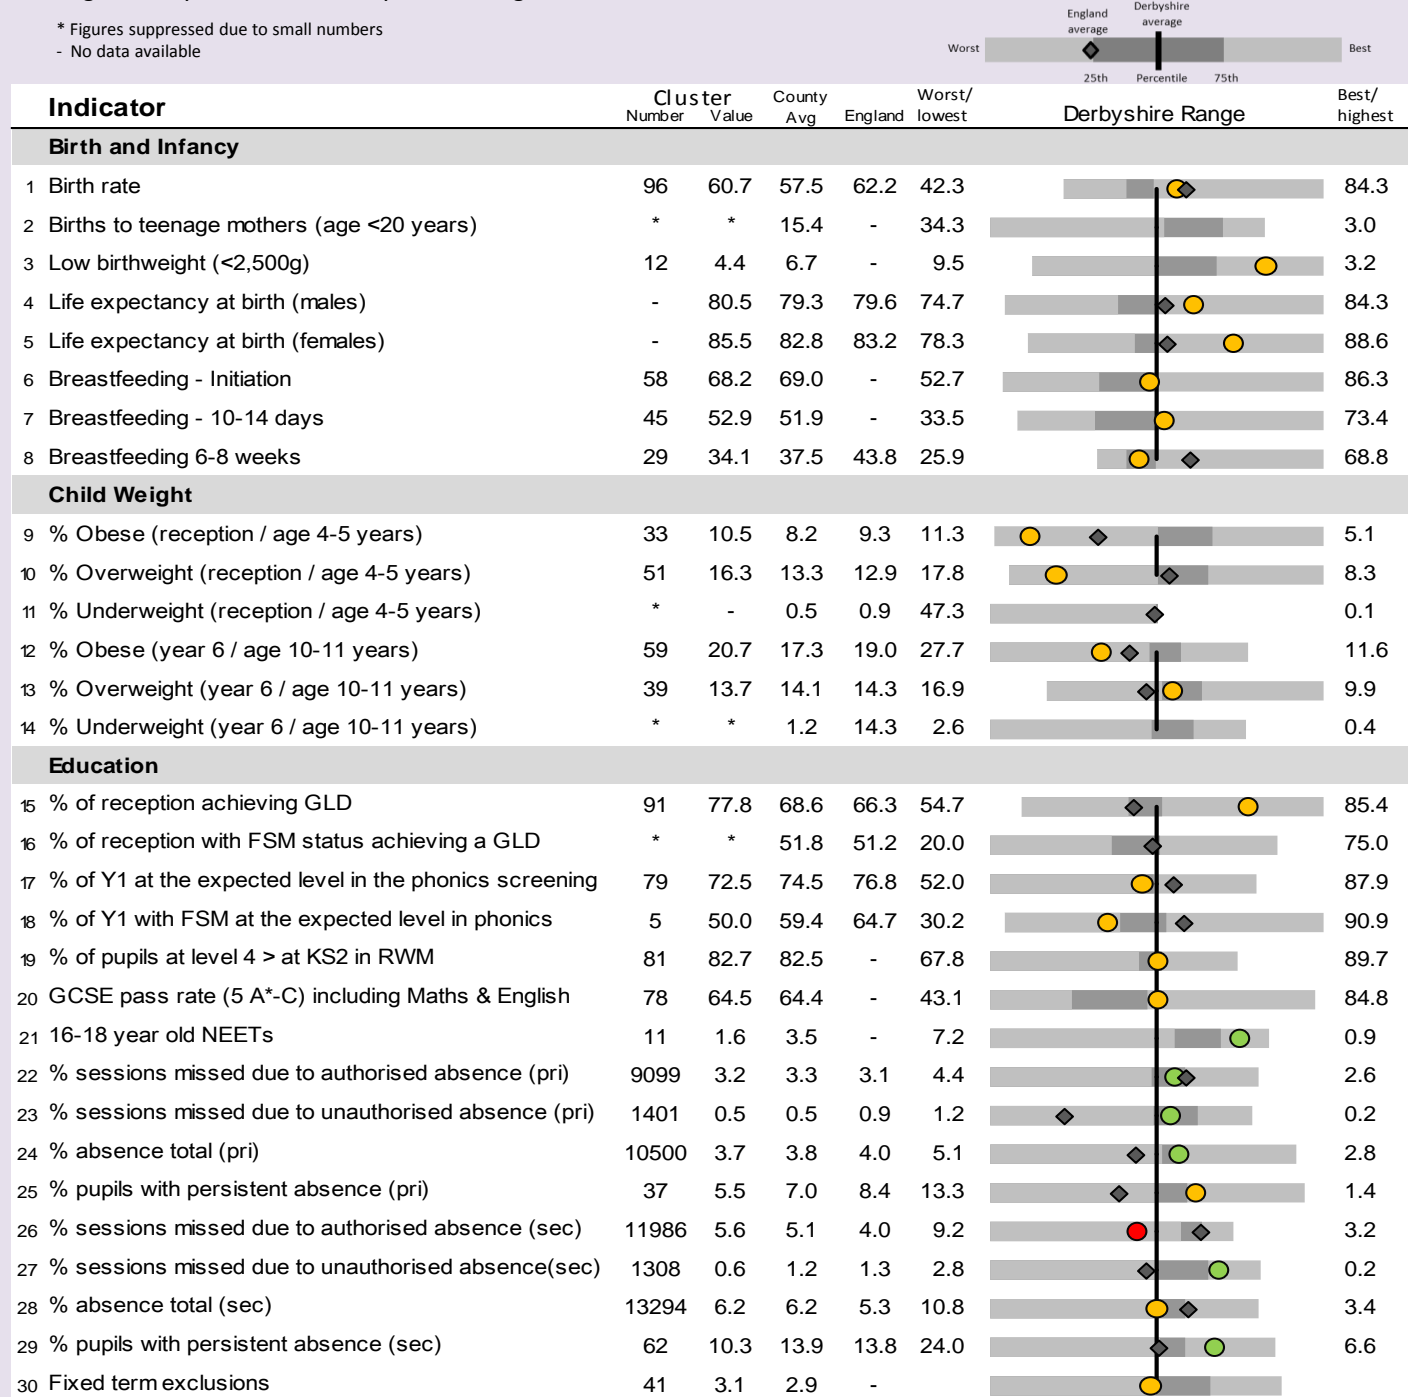 * Figures suppressed due to small numbers
- No data available
England average
Derbyshire average
Worst
Best
25th Percentile 75th
Indicator Cluster Number Value County Avg England Worst/ lowest Derbyshire Range Best/ highest
Birth and Infancy
1 Birth rate 96 60.7 57.5 62.2 42.3 84.3
2 Births to teenage mothers (age <20 years) * * 15.4 - 34.3 3.0
3 Low birthweight (<2,500g) 12 4.4 6.7 - 9.5 3.2
4 Life expectancy at birth (males) - 80.5 79.3 79.6 74.7 84.3
5 Life expectancy at birth (females) - 85.5 82.8 83.2 78.3 88.6
6 Breastfeeding - Initiation 58 68.2 69.0 - 52.7 86.3
7 Breastfeeding - 10-14 days 45 52.9 51.9 - 33.5 73.4
8 Breastfeeding 6-8 weeks 29 34.1 37.5 43.8 25.9 68.8
Child Weight
9 % Obese (reception / age 4-5 years) 33 10.5 8.2 9.3 11.3 5.1
10 % Overweight (reception / age 4-5 years) 51 16.3 13.3 12.9 17.8 8.3
11 % Underweight (reception / age 4-5 years) * - 0.5 0.9 47.3 0.1
12 % Obese (year 6 / age 10-11 years) 59 20.7 17.3 19.0 27.7 11.6
13 % Overweight (year 6 / age 10-11 years) 39 13.7 14.1 14.3 16.9 9.9
14 % Underweight (year 6 / age 10-11 years) * * 1.2 14.3 2.6 0.4
Education
15 % of reception achieving GLD 91 77.8 68.6 66.3 54.7 85.4
16 % of reception with FSM status achieving a GLD * * 51.8 51.2 20.0 75.0
17 % of Y1 at the expected level in the phonics screening 79 72.5 74.5 76.8 52.0 87.9
18 % of Y1 with FSM at the expected level in phonics 5 50.0 59.4 64.7 30.2 90.9
19 % of pupils at level 4 > at KS2 in RWM 81 82.7 82.5 - 67.8 89.7
20 GCSE pass rate (5 A*-C) including Maths & English 78 64.5 64.4 - 43.1 84.8
21 16-18 year old NEETs 11 1.6 3.5 - 7.2 0.9
22 % sessions missed due to authorised absence (pri) 9099 3.2 3.3 3.1 4.4 2.6
23 % sessions missed due to unauthorised absence (pri) 1401 0.5 0.5 0.9 1.2 0.2
24 % absence total (pri) 10500 3.7 3.8 4.0 5.1 2.8
25 % pupils with persistent absence (pri) 37 5.5 7.0 8.4 13.3 1.4
26 % sessions missed due to authorised absence (sec) 11986 5.6 5.1 4.0 9.2 3.2
27 % sessions missed due to unauthorised absence(sec) 1308 0.6 1.2 1.3 2.8 0.2
28 % absence total (sec) 13294 6.2 6.2 5.3 10.8 3.4
29 % pupils with persistent absence (sec) 62 10.3 13.9 13.8 24.0 6.6
30 Fixed term exclusions 41 3.1 2.9 -